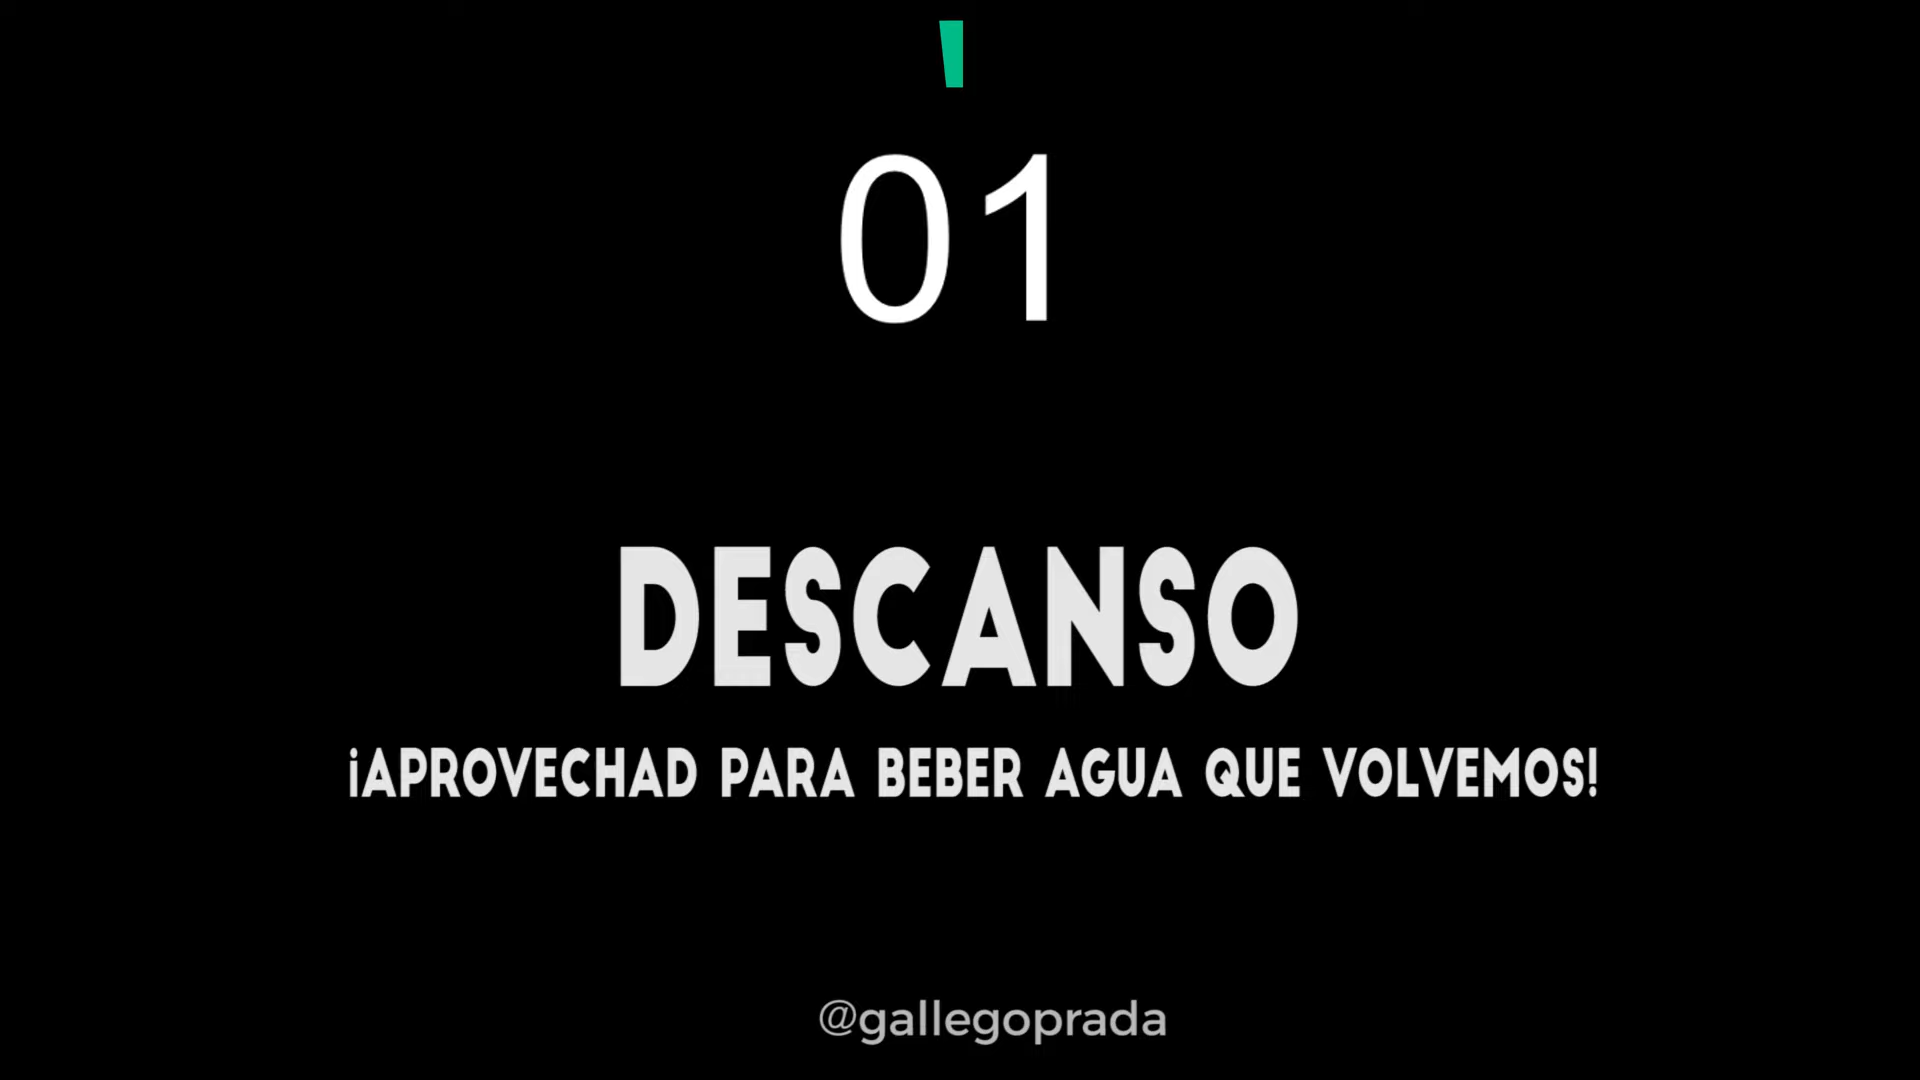 01
DESCANSO
¡APROVECHAD PARA BEBER AGUA QUE VOLVEMOS!
@gallegoprada